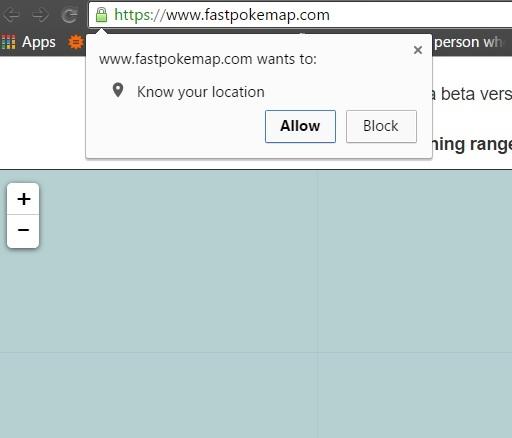 https://www.fastpokemap.com
Apps
person wh
www.fastpokemap.com wants to:
×
Know your location
a beta vers
Allow
Block
ning range
+
−